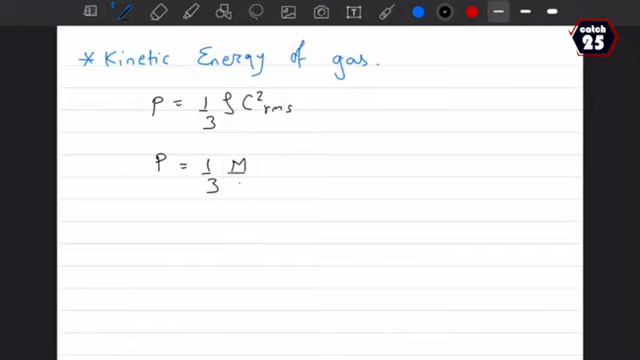 catch 25
* Kinetic Energy of gas.
P = 1/3 ρ C²rms
P = 1/3 M